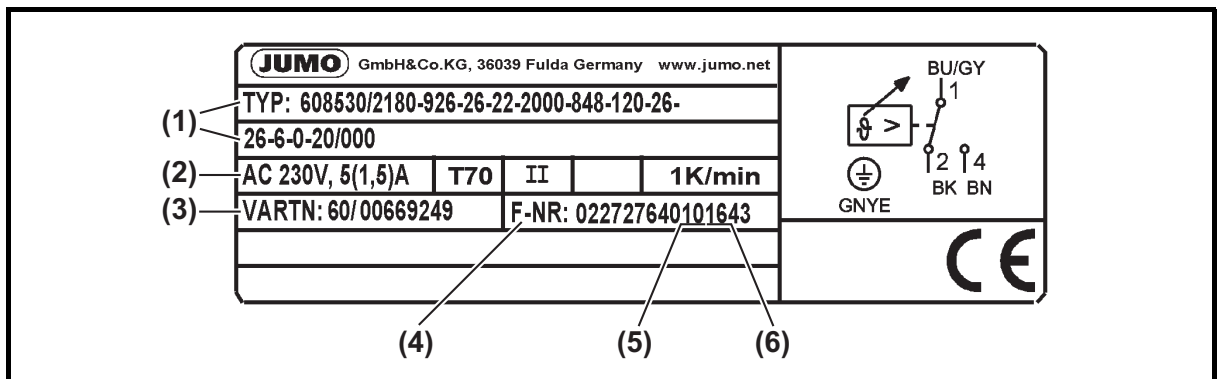 JUMO GmbH&Co.KG, 36039 Fulda Germany www.jumo.net
TYP: 608530/2180-926-26-22-2000-848-120-26-
26-6-0-20/000
AC 230V, 5(1,5)A T70 II 1K/min
VARTN: 60/00669249 F-NR: 022727640101643
BU/GY
1
ϑ >
2 4
BK BN
GNYE
CE
(1)
(2)
(3)
(4) (5) (6)